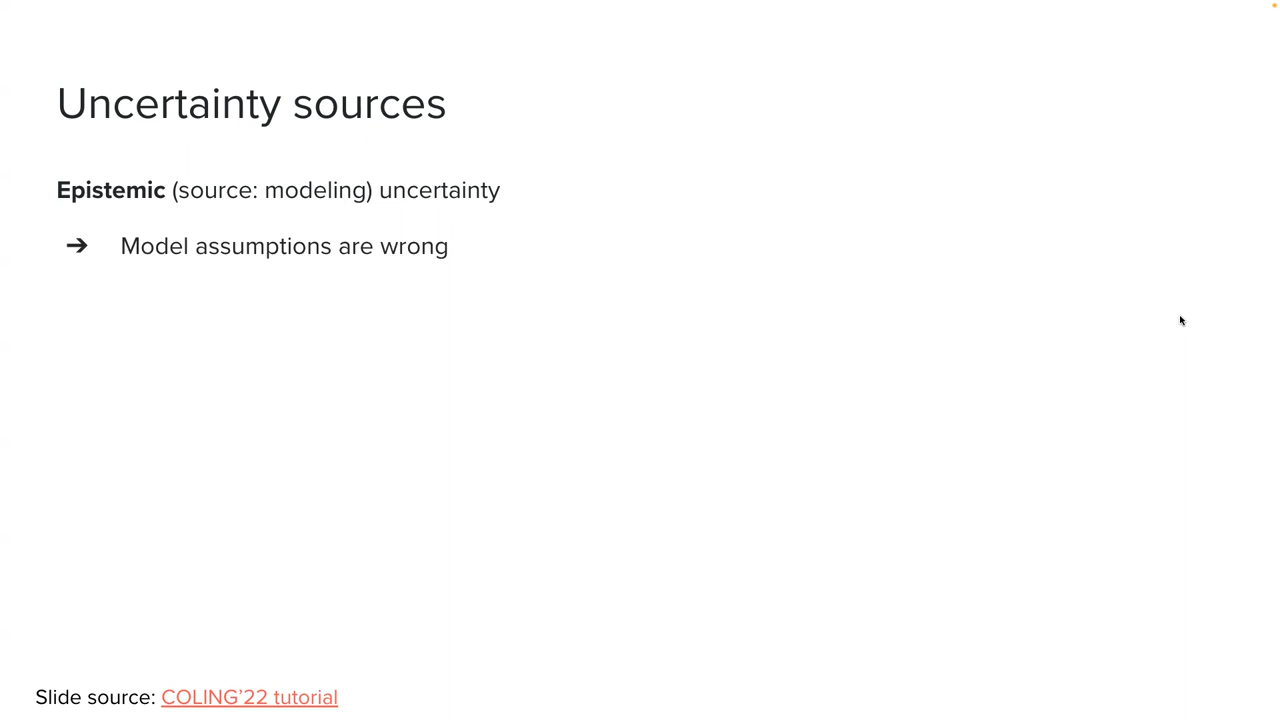 Uncertainty sources
Epistemic (source: modeling) uncertainty
➔ Model assumptions are wrong
Slide source: COLING’22 tutorial